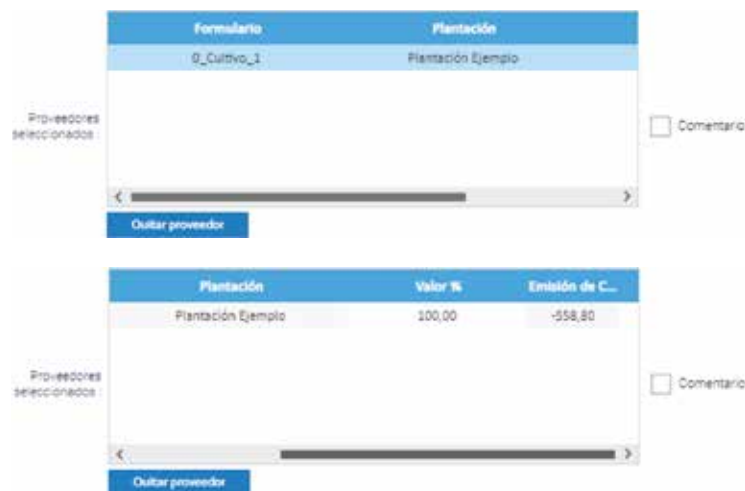 Formulario Plantación
0_Cultivo_1 Plantación Ejemplo
Proveedores
seleccionados :
Comentario
Quitar proveedor
Plantación Valor % Emisión de C...
Plantación Ejemplo 100,00 -558,80
Proveedores
seleccionados :
Comentario
Quitar proveedor